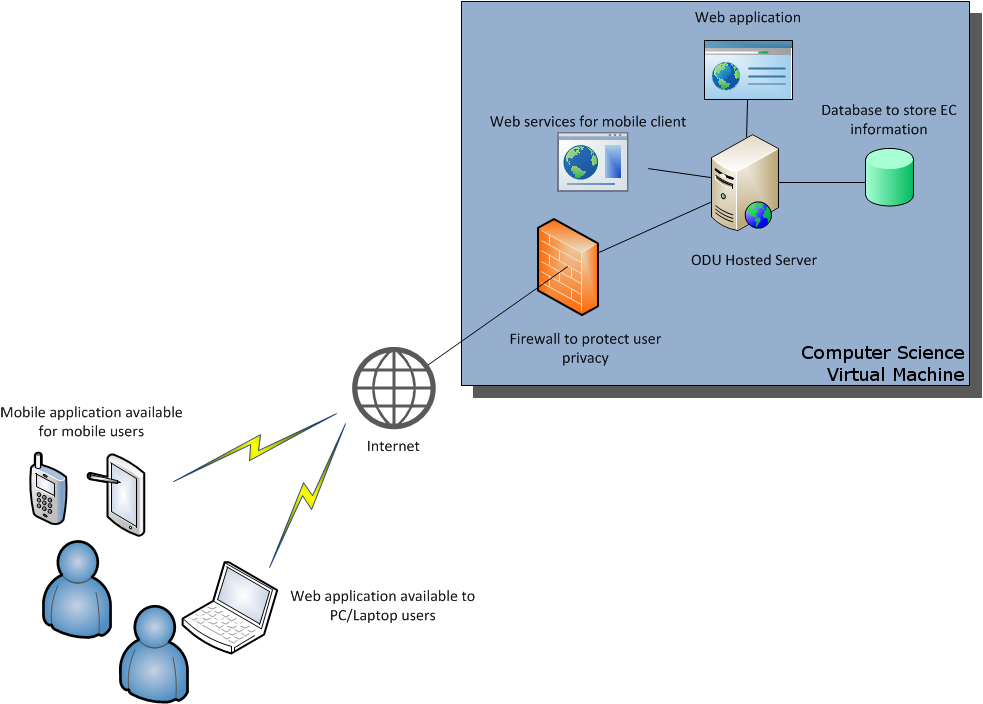 Web application
Database to store EC
information
Web services for mobile client
ODU Hosted Server
Firewall to protect user
privacy
Computer Science
Virtual Machine
Internet
Mobile application available
for mobile users
Web application available to
PC/Laptop users